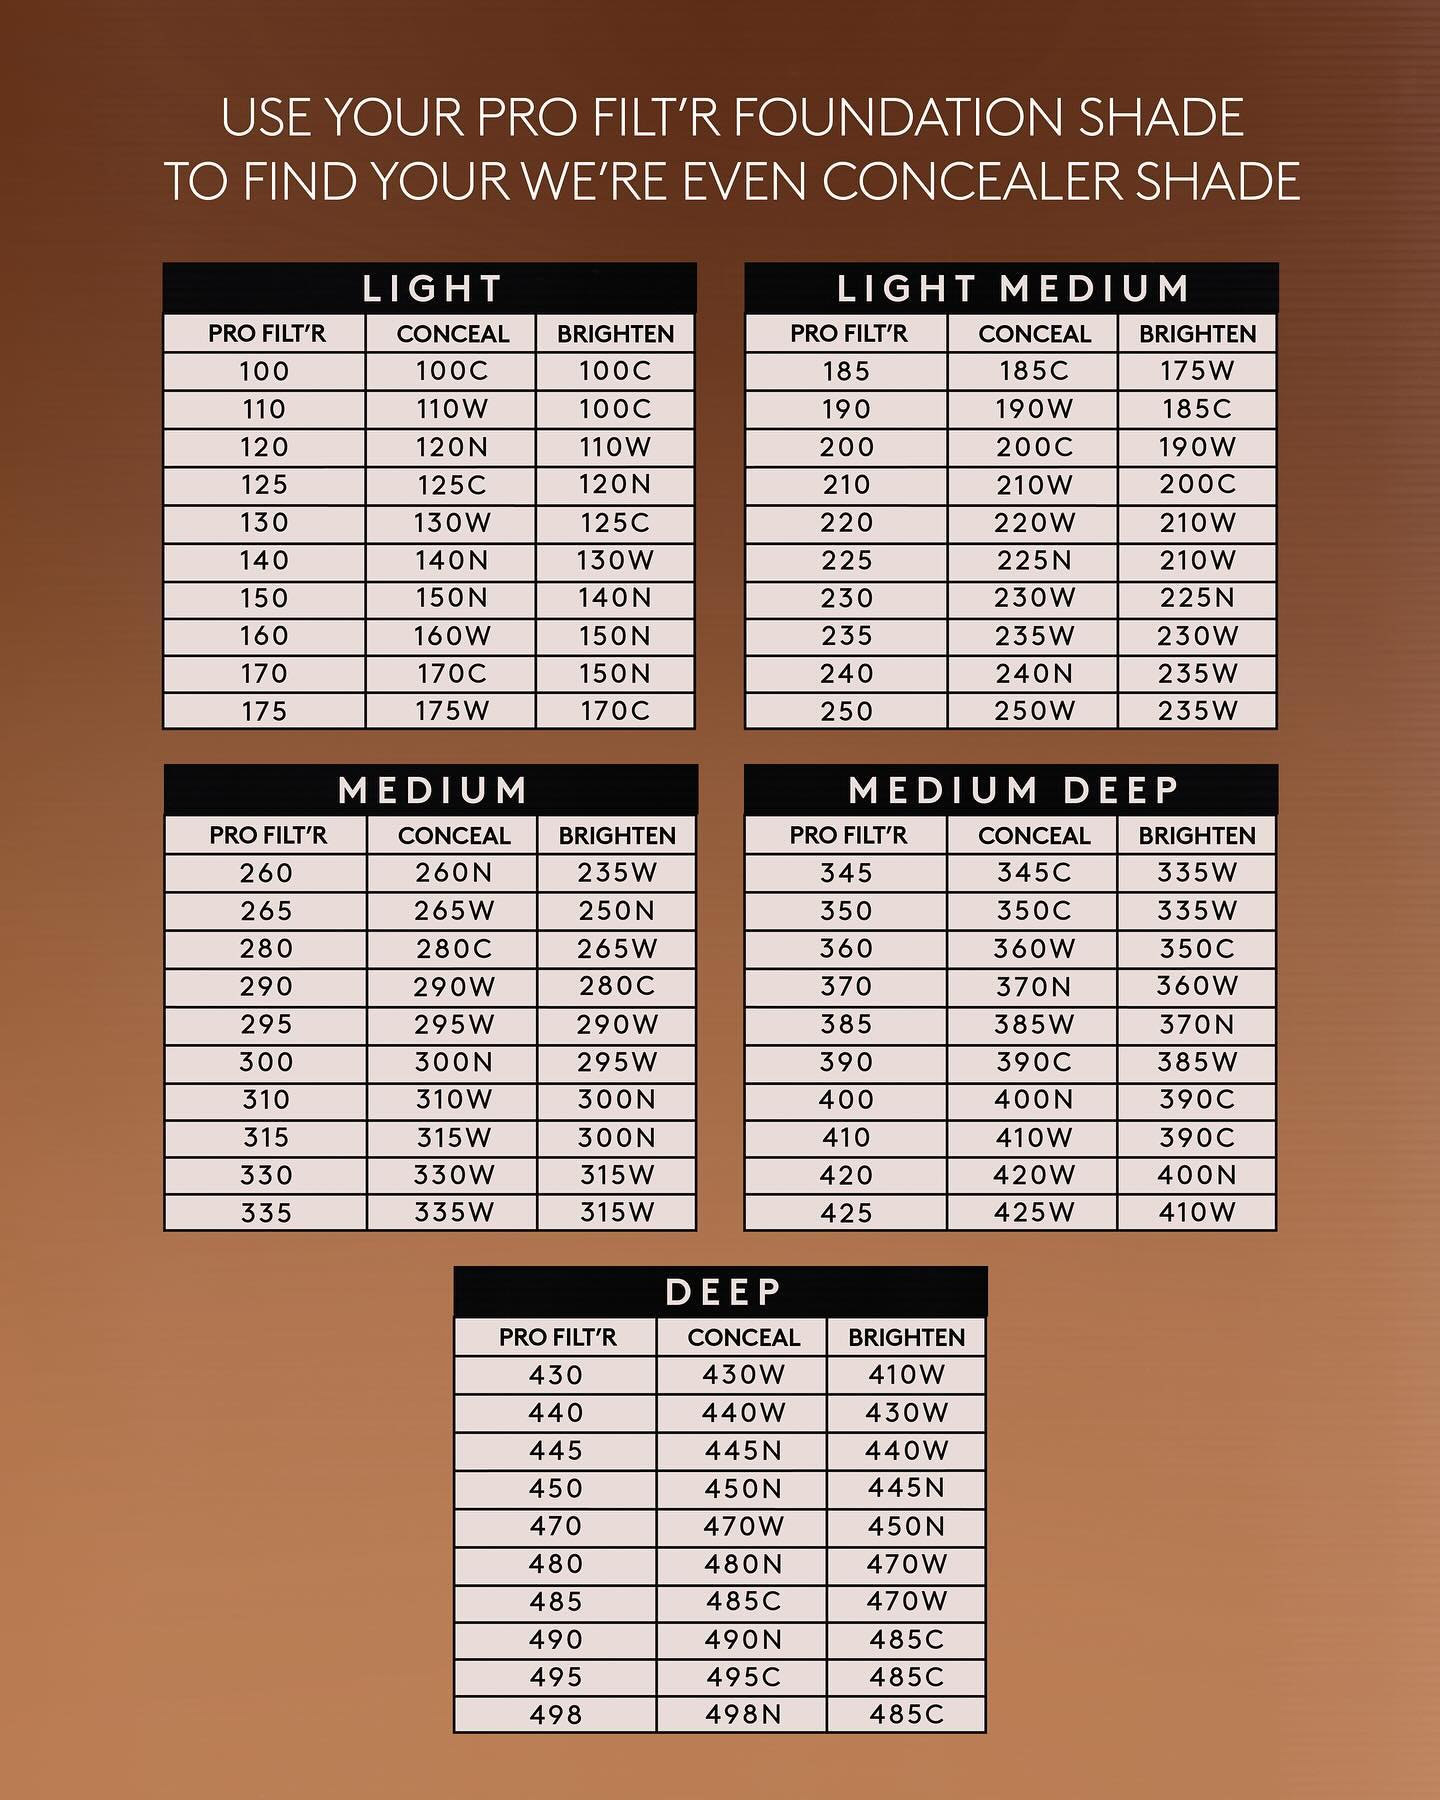 USE YOUR PRO FILT’R FOUNDATION SHADE
TO FIND YOUR WE’RE EVEN CONCEALER SHADE
LIGHT
PRO FILT’R CONCEAL BRIGHTEN
100 100C 100C
110 110W 100C
120 120N 110W
125 125C 120N
130 130W 125C
140 140N 130W
150 150N 140N
160 160W 150N
170 170C 150N
175 175W 170C
LIGHT MEDIUM
PRO FILT’R CONCEAL BRIGHTEN
185 185C 175W
190 190W 185C
200 200C 190W
210 210W 200C
220 220W 210W
225 225N 210W
230 230W 225N
235 235W 230W
240 240N 235W
250 250W 235W
MEDIUM
PRO FILT’R CONCEAL BRIGHTEN
260 260N 235W
265 265W 250N
280 280C 265W
290 290W 280C
295 295W 290W
300 300N 295W
310 310W 300N
315 315W 300N
330 330W 315W
335 335W 315W
MEDIUM DEEP
PRO FILT’R CONCEAL BRIGHTEN
345 345C 335W
350 350C 335W
360 360W 350C
370 370N 360W
385 385W 370N
390 390C 385W
400 400N 390C
410 410W 390C
420 420W 400N
425 425W 410W
DEEP
PRO FILT’R CONCEAL BRIGHTEN
430 430W 410W
440 440W 430W
445 445N 440W
450 450N 445N
470 470W 450N
480 480N 470W
485 485C 470W
490 490N 485C
495 495C 485C
498 498N 485C